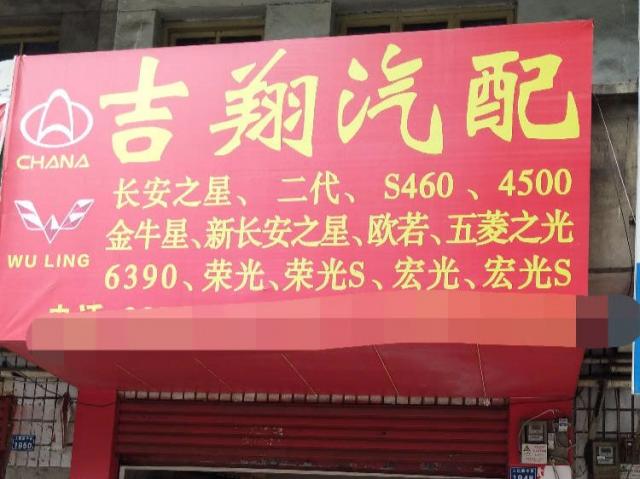 吉翔汽配
CHANA
长安之星、二代、S460、4500
金牛星、新长安之星、欧若、五菱之光
WU LING
6390、荣光、荣光S、宏光、宏光S